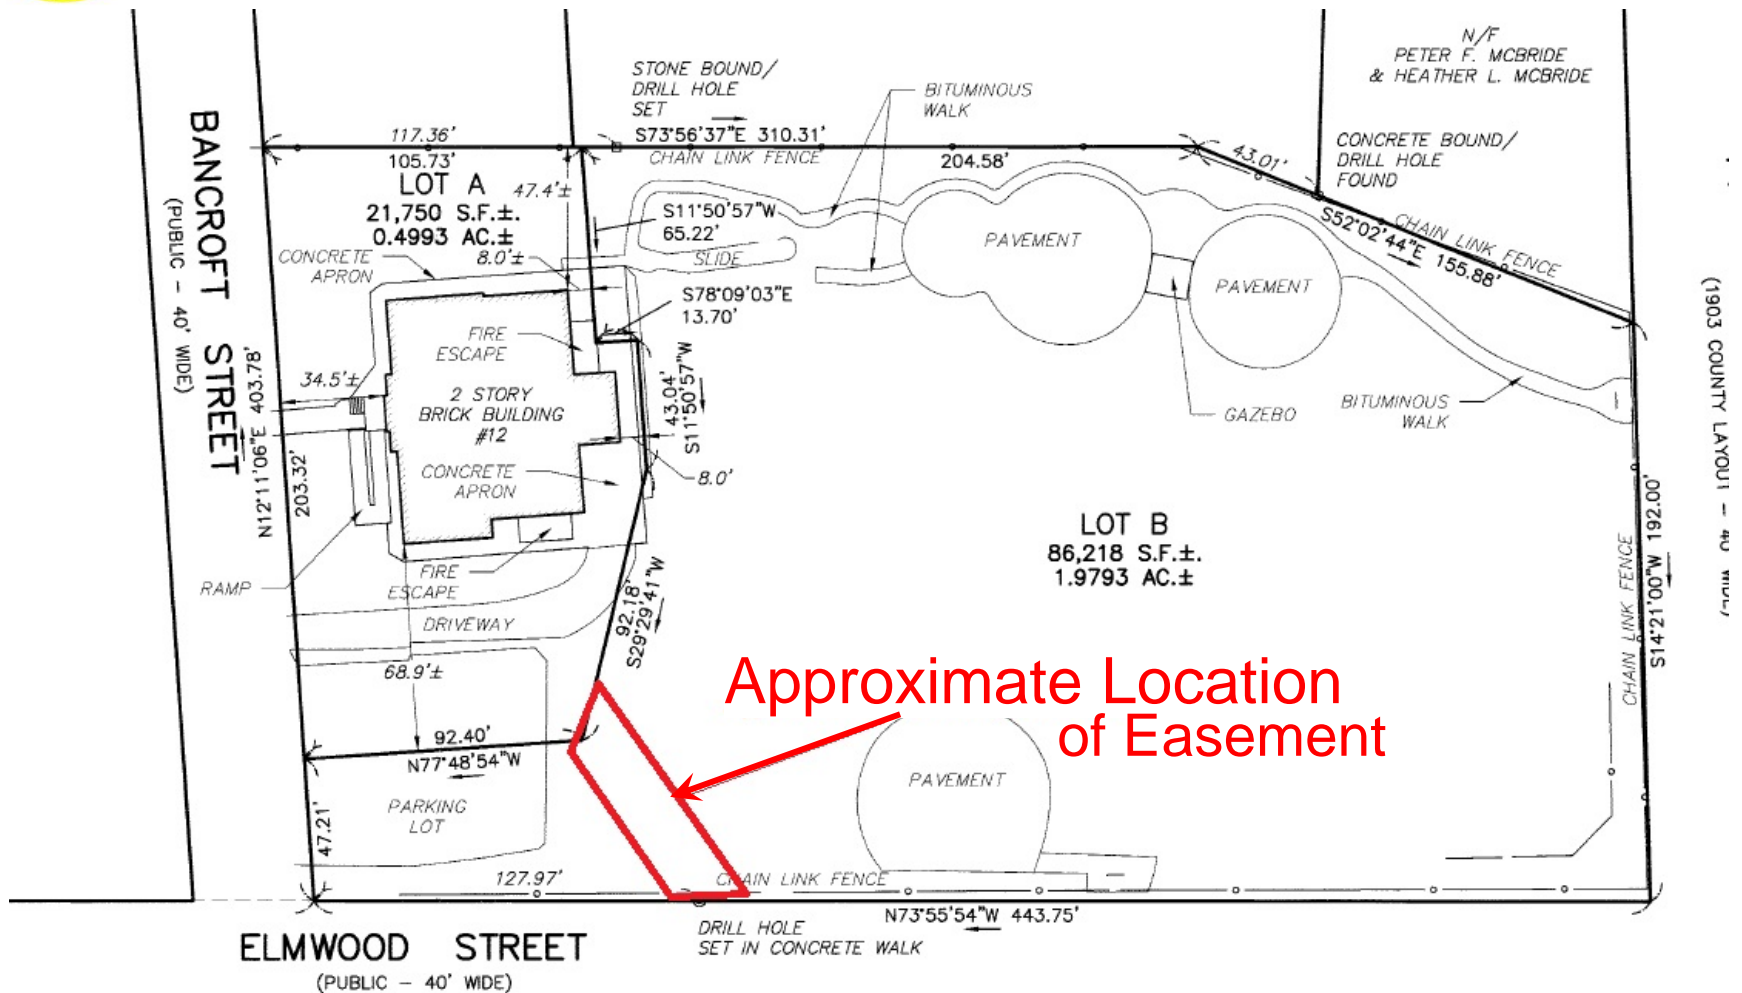 N/F
PETER F. MCBRIDE
& HEATHER L. MCBRIDE
STONE BOUND/
DRILL HOLE
SET
BITUMINOUS
WALK
S73°56'37"E 310.31'
CHAIN LINK FENCE
204.58'
117.36'
105.73'
43.01'
CONCRETE BOUND/
DRILL HOLE
FOUND
BANCROFT STREET
(PUBLIC - 40' WIDE)
LOT A
21,750 S.F.±.
0.4993 AC.±
47.4'±
S11°50'57"W
65.22'
SLIDE
8.0'±
CONCRETE
APRON
PAVEMENT
PAVEMENT
S52°02'44"E 155.88'
CHAIN LINK FENCE
S78°09'03"E
13.70'
FIRE
ESCAPE
34.5'±
2 STORY
BRICK BUILDING
#12
43.04'
S11°50'57"W
GAZEBO
BITUMINOUS
WALK
N12°11'06"E 403.78'
203.32'
CONCRETE
APRON
8.0'
(1903 COUNTY LAYOUT - 40' WIDE)
LOT B
86,218 S.F.±.
1.9793 AC.±
S14°21'00"W 192.00'
CHAIN LINK FENCE
RAMP
FIRE
ESCAPE
DRIVEWAY
92.18'
S29°29'41"W
68.9'±
Approximate Location
of Easement
92.40'
N77°48'54"W
PARKING
LOT
47.21'
PAVEMENT
127.97'
CHAIN LINK FENCE
N73°55'54"W 443.75'
DRILL HOLE
SET IN CONCRETE WALK
ELMWOOD STREET
(PUBLIC - 40' WIDE)